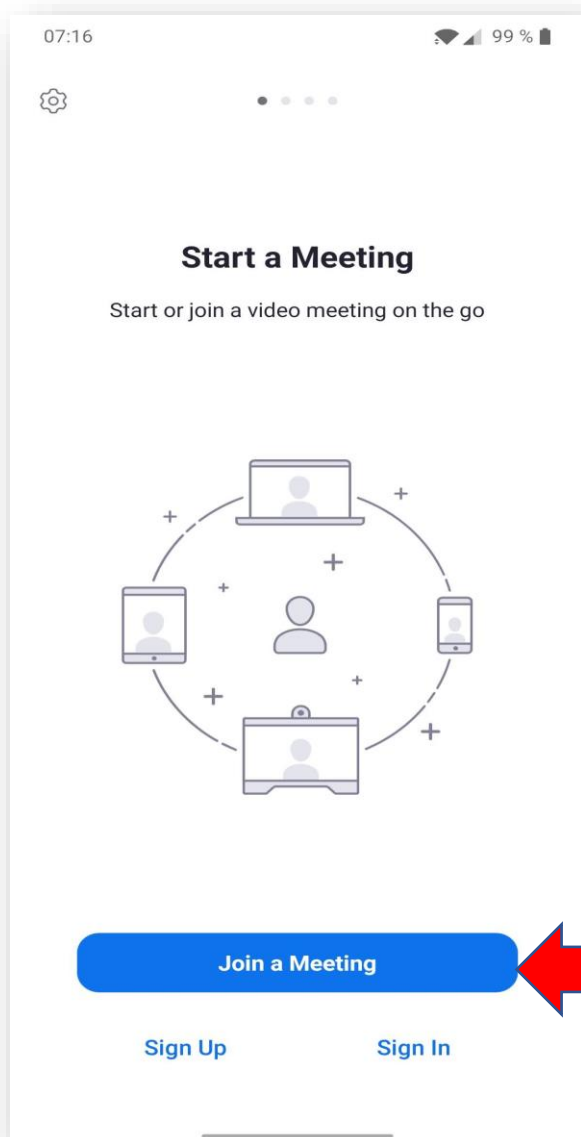 07:16 99 %
Start a Meeting
Start or join a video meeting on the go
Join a Meeting
Sign Up Sign In